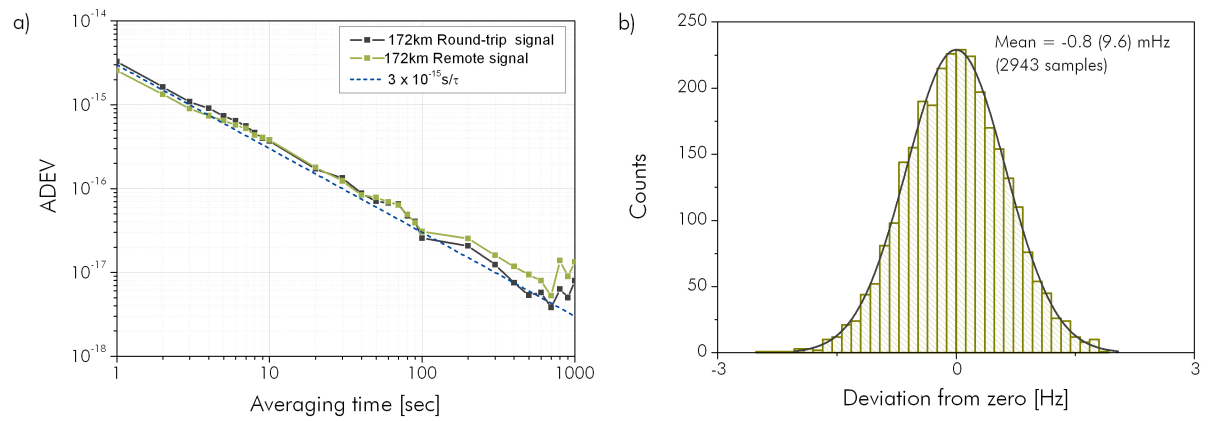 a)
10⁻¹⁴
10⁻¹⁵
10⁻¹⁶
10⁻¹⁷
10⁻¹⁸
ADEV
172km Round-trip signal
172km Remote signal
3 x 10⁻¹⁵s/τ
1 10 100 1000
Averaging time [sec]
b)
250
200
150
100
50
0
Counts
Mean = -0.8 (9.6) mHz
(2943 samples)
-3 0 3
Deviation from zero [Hz]